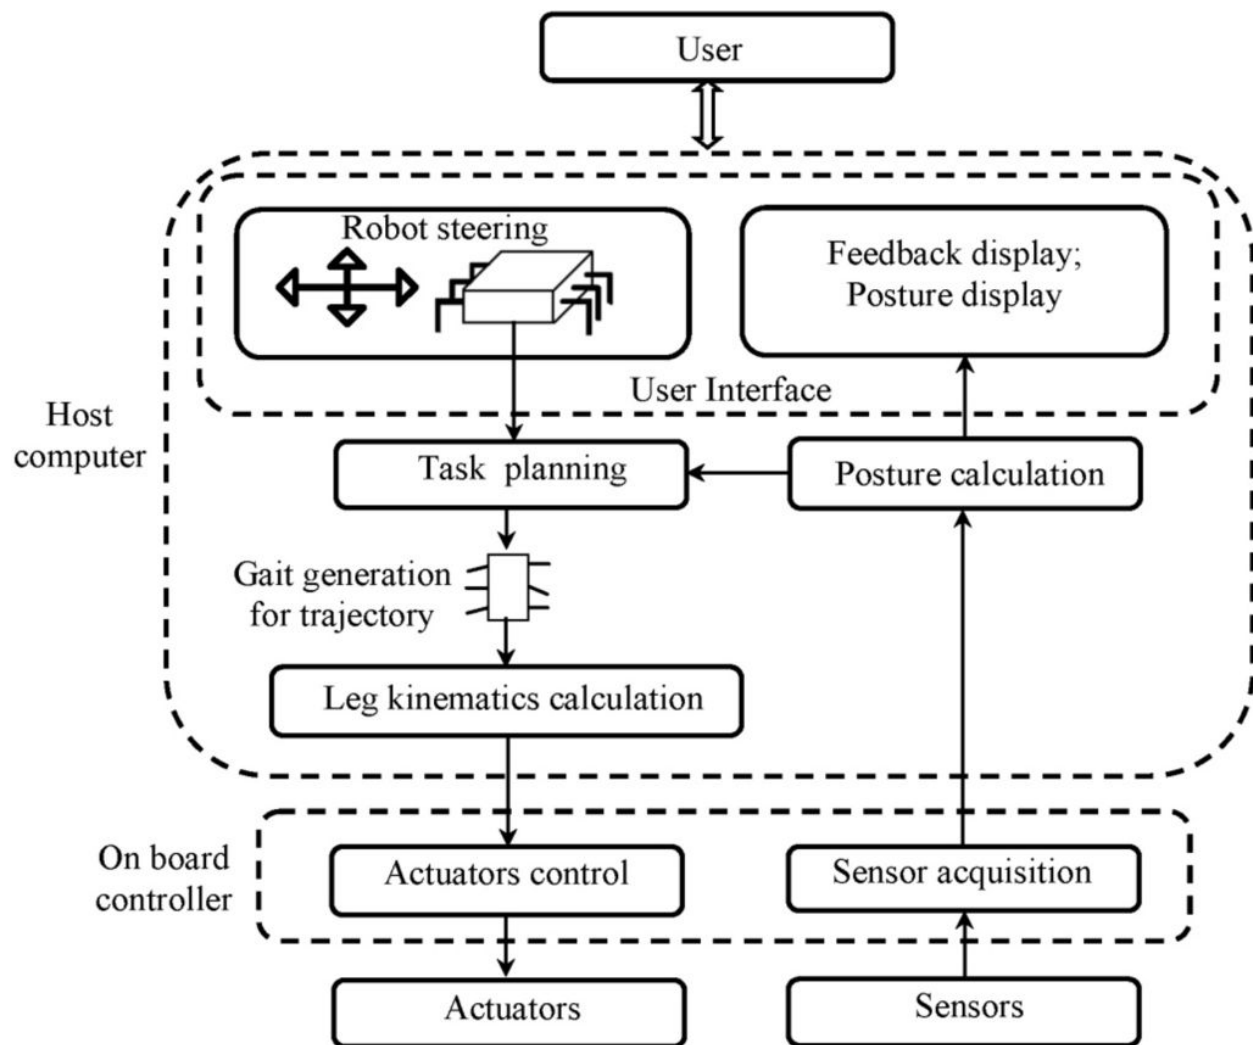 User
Robot steering
Feedback display;
Posture display
User Interface
Host
computer
Task planning
Posture calculation
Gait generation
for trajectory
Leg kinematics calculation
On board
controller
Actuators control
Sensor acquisition
Actuators
Sensors